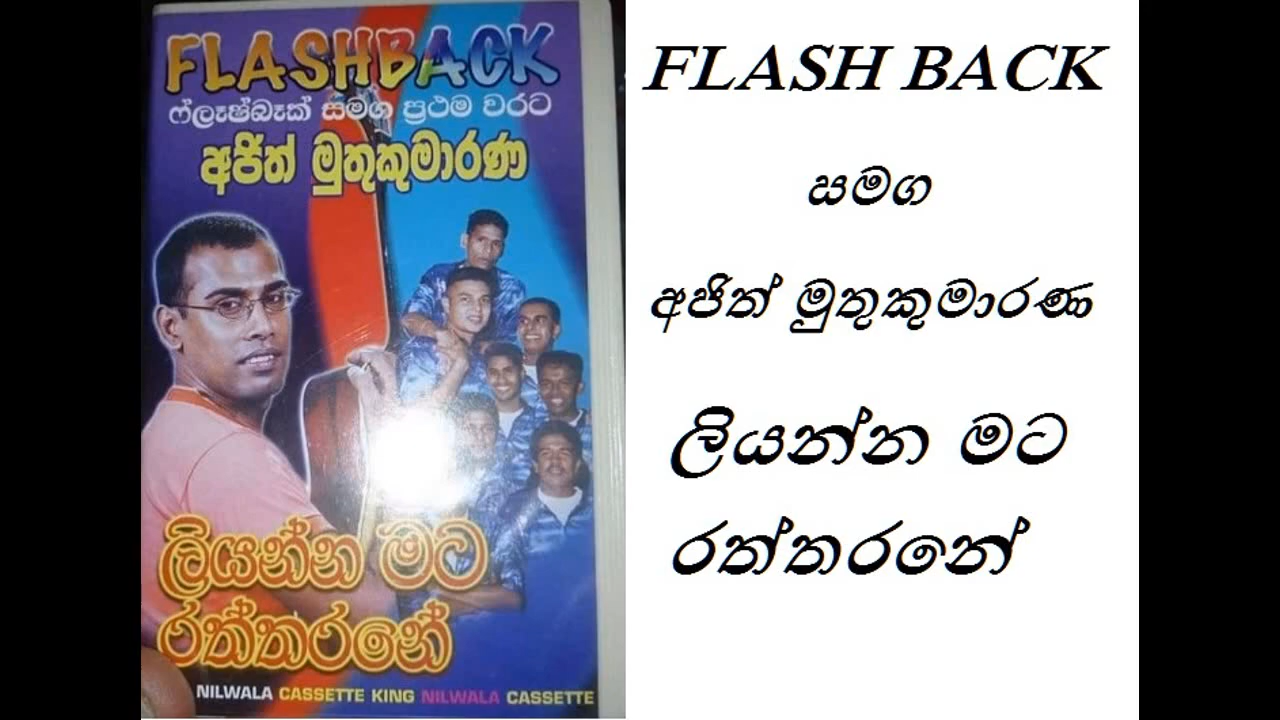 FLASHBACK
ෆ්ලෑෂ්බෑක් සමග ප්‍රථම වරට
අජිත් මුතුකුමාරණ
ලියන්න මට
රත්තරනේ
NILWALA CASSETTE KING NILWALA CASSETTE
FLASH BACK
සමග
අජිත් මුතුකුමාරණ
ලියන්න මට
රත්තරනේ